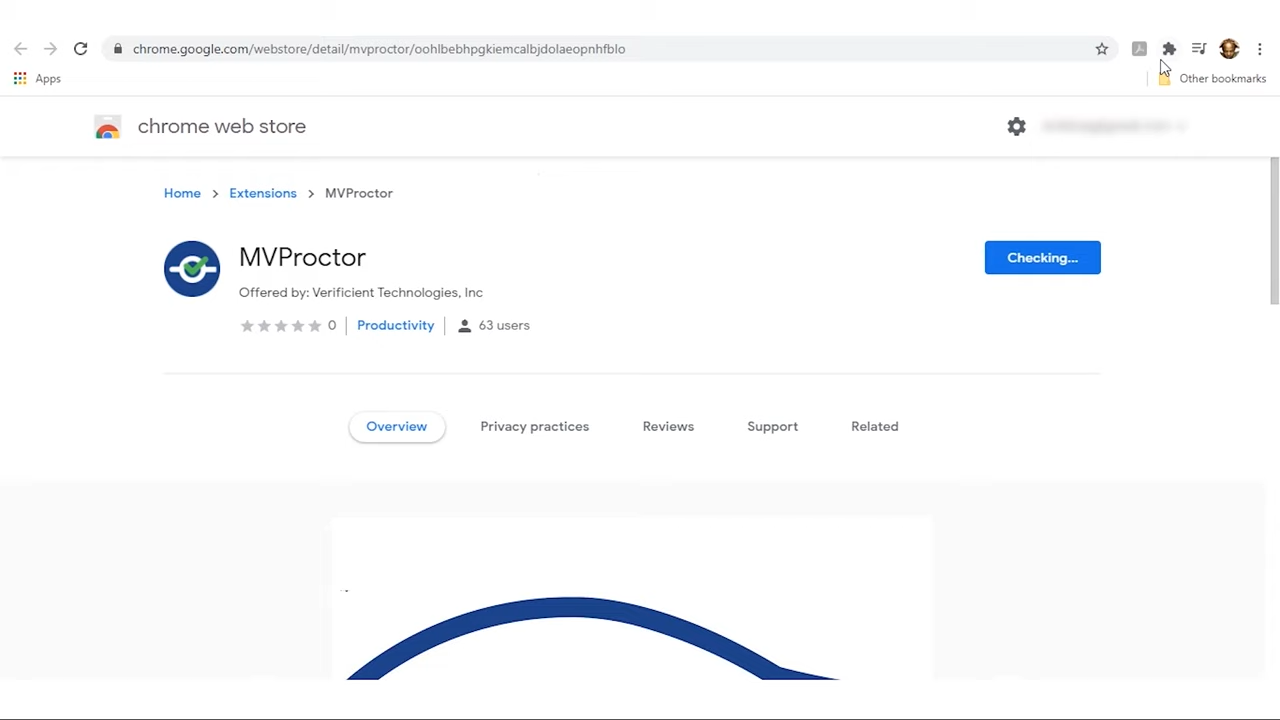 chrome.google.com/webstore/detail/mvproctor/oohlbebhpgkiemcalbjdolaeopnhfblo
Apps
Other bookmarks
chrome web store
Home > Extensions > MVProctor
MVProctor
Checking...
Offered by: Verificient Technologies, Inc
0 | Productivity | 63 users
Overview
Privacy practices
Reviews
Support
Related